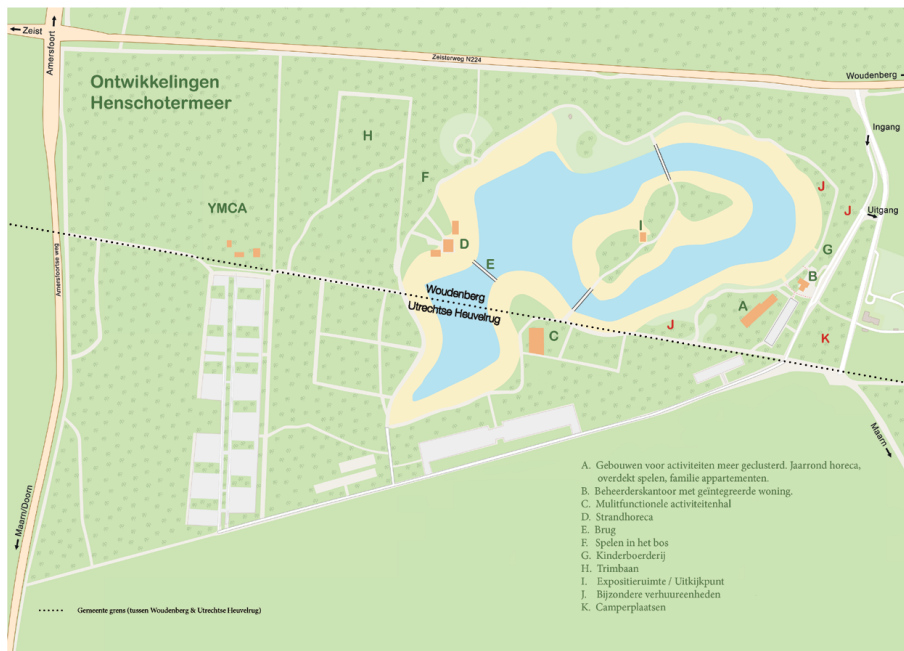 Zeist
Amersfoort
Zeisterweg N224
Woudenberg
Ontwikkelingen
Henschotermeer
Ingang
H
F
J
J
YMCA
Uitgang
I
D
G
E
B
Amersfoortse weg
Woudenberg
Utrechtse Heuvelrug
A
J
C
K
Maarn
Maarn/Doorn
A. Gebouwen voor activiteiten meer geclusterd. Jaarrond horeca,
overdekt spelen, familie appartementen.
B. Beheerderskantoor met geïntegreerde woning.
C. Mulitfunctionele activiteitenhal
D. Strandhoreca
E. Brug
F. Spelen in het bos
G. Kinderboerderij
H. Trimbaan
I. Expositieruimte / Uitkijkpunt
J. Bijzondere verhuureenheden
K. Camperplaatsen
Gemeente grens (tussen Woudenberg & Utrechtse Heuvelrug)